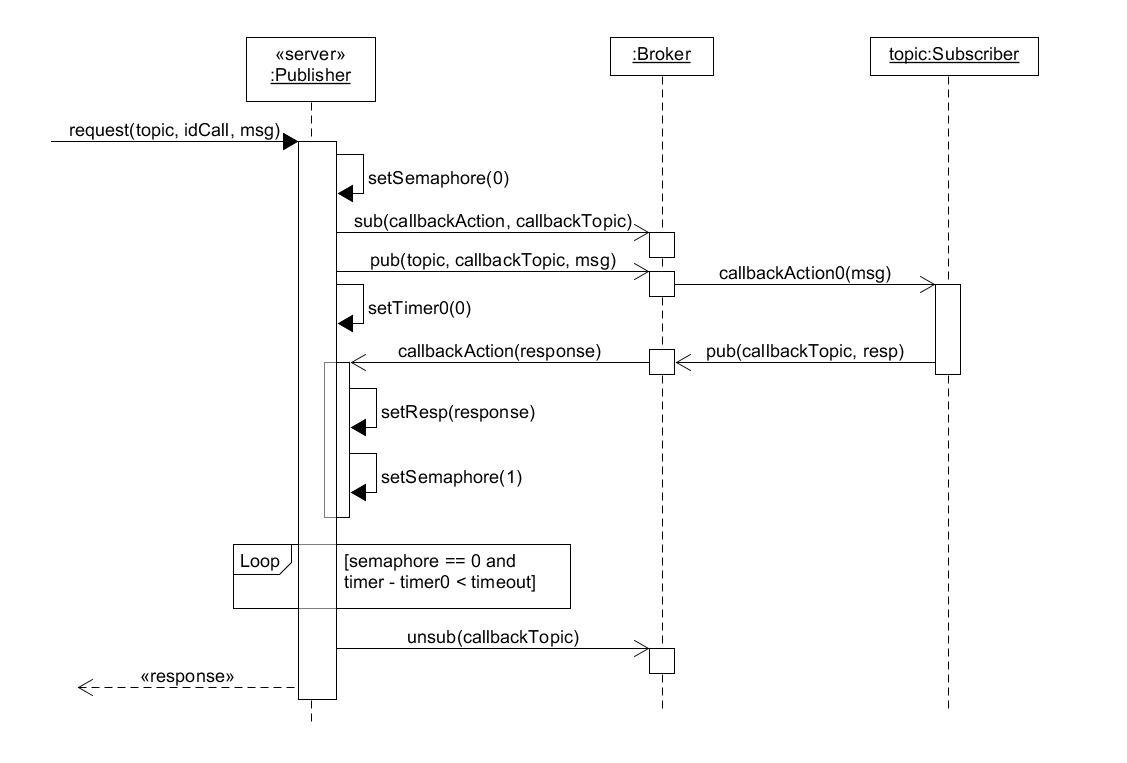 «server»
:Publisher
:Broker
topic:Subscriber
request(topic, idCall, msg)
setSemaphore(0)
sub(callbackAction, callbackTopic)
pub(topic, callbackTopic, msg)
callbackAction0(msg)
setTimer0(0)
callbackAction(response)
pub(callbackTopic, resp)
setResp(response)
setSemaphore(1)
Loop
[semaphore == 0 and
timer - timer0 < timeout]
unsub(callbackTopic)
«response»